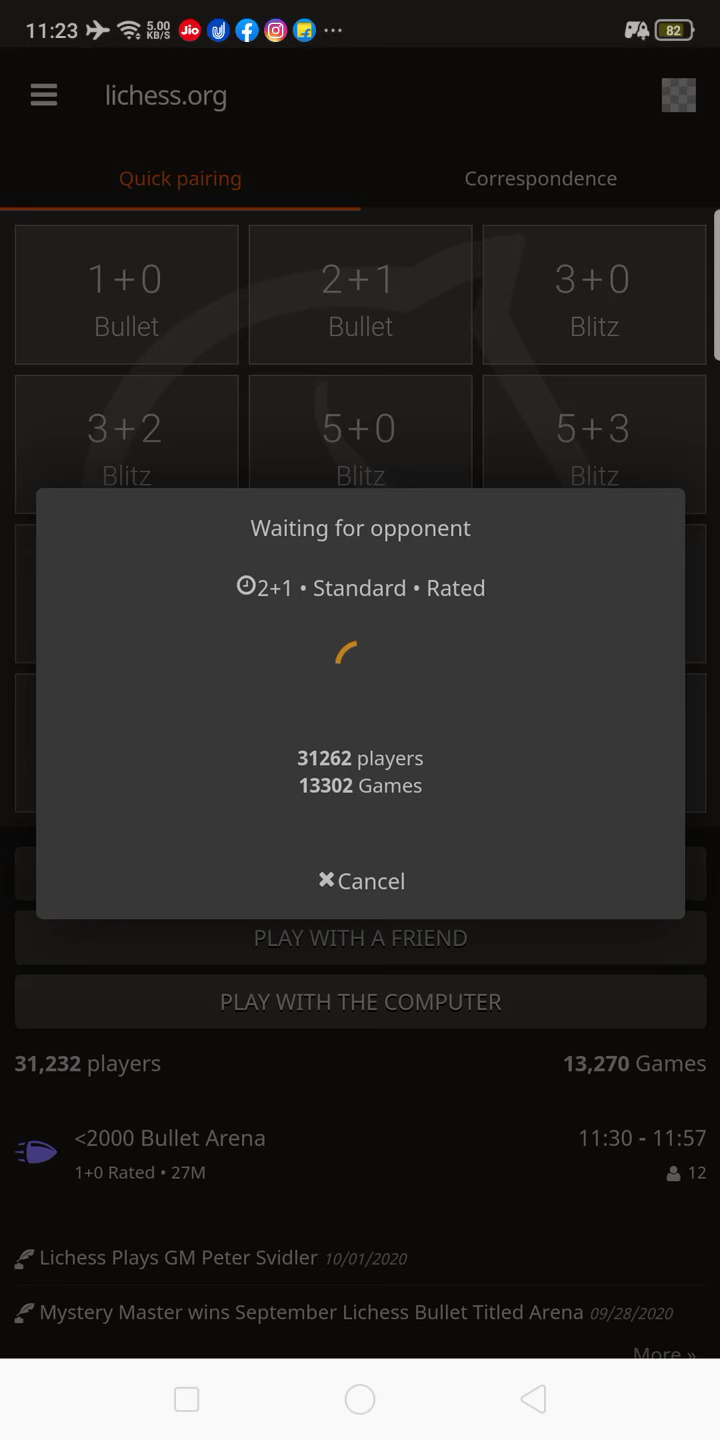 11:23 5.00 KB/S Jio 82
lichess.org
Quick pairing Correspondence
1+0 2+1 3+0
Bullet Bullet Blitz
3+2 5+0 5+3
Blitz Blitz Blitz
Waiting for opponent
2+1 • Standard • Rated
31262 players
13302 Games
Cancel
PLAY WITH A FRIEND
PLAY WITH THE COMPUTER
31,232 players 13,270 Games
<2000 Bullet Arena 11:30 - 11:57
1+0 Rated • 27M 12
Lichess Plays GM Peter Svidler 10/01/2020
Mystery Master wins September Lichess Bullet Titled Arena 09/28/2020
More »